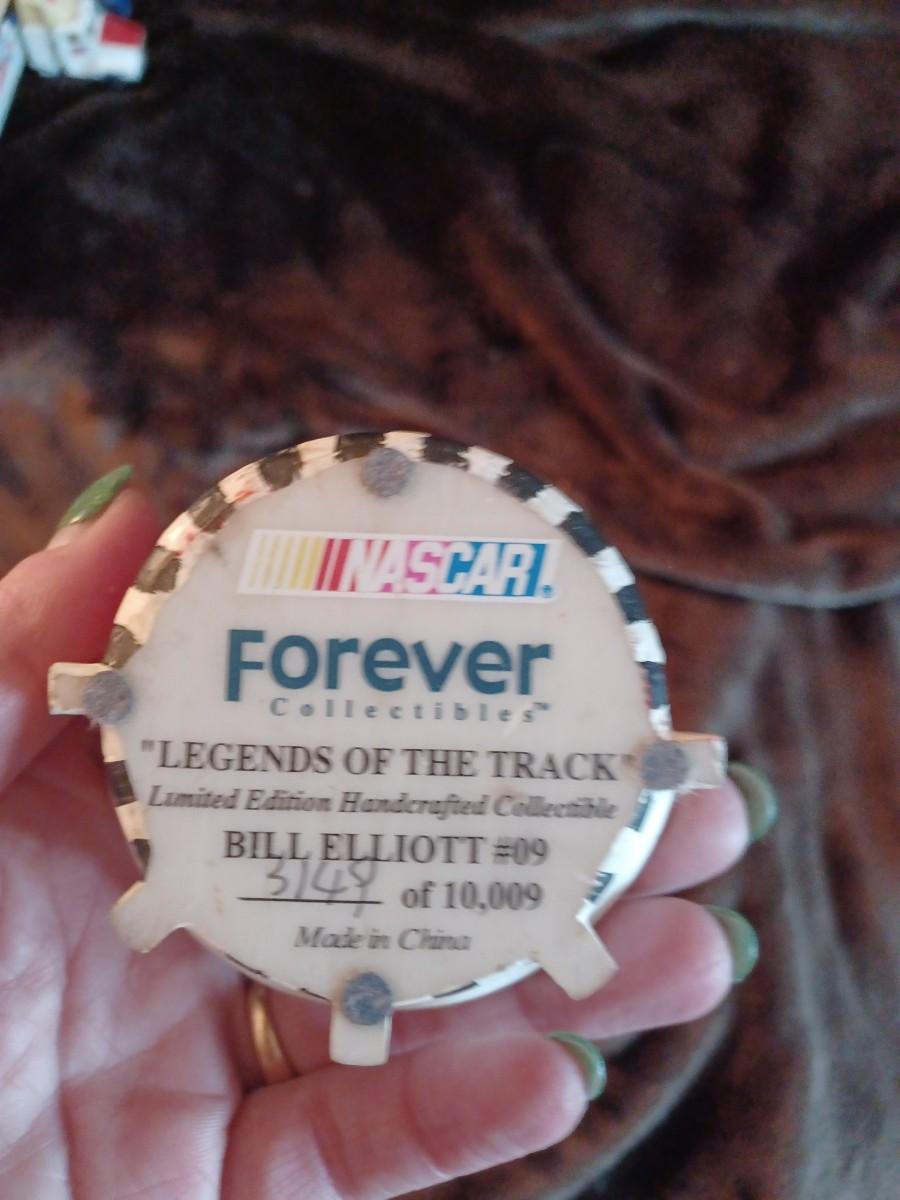 NASCAR
Forever
Collectibles™
"LEGENDS OF THE TRACK"
Limited Edition Handcrafted Collectible
BILL ELLIOTT #09
3149 of 10,009
Made in China